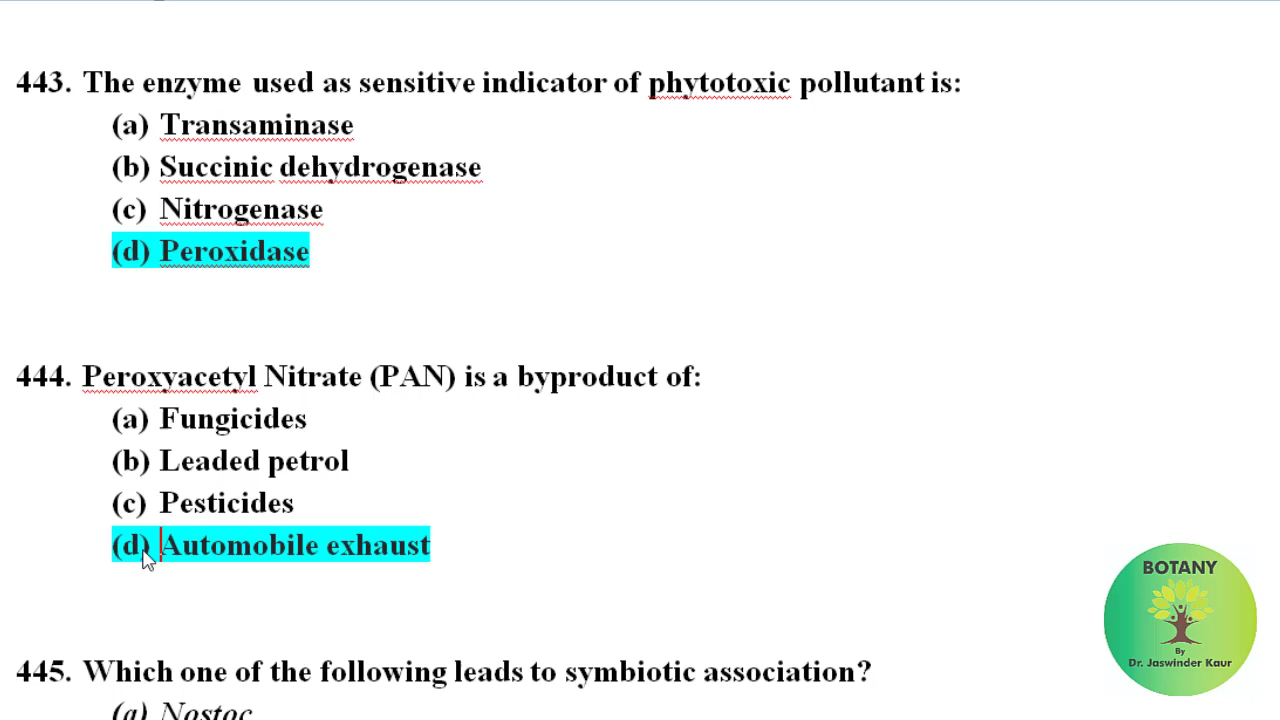 443. The enzyme used as sensitive indicator of phytotoxic pollutant is:
(a) Transaminase
(b) Succinic dehydrogenase
(c) Nitrogenase
(d) Peroxidase
444. Peroxyacetyl Nitrate (PAN) is a byproduct of:
(a) Fungicides
(b) Leaded petrol
(c) Pesticides
(d) Automobile exhaust
BOTANY
By
Dr. Jaswinder Kaur
445. Which one of the following leads to symbiotic association?
(a) Nostoc